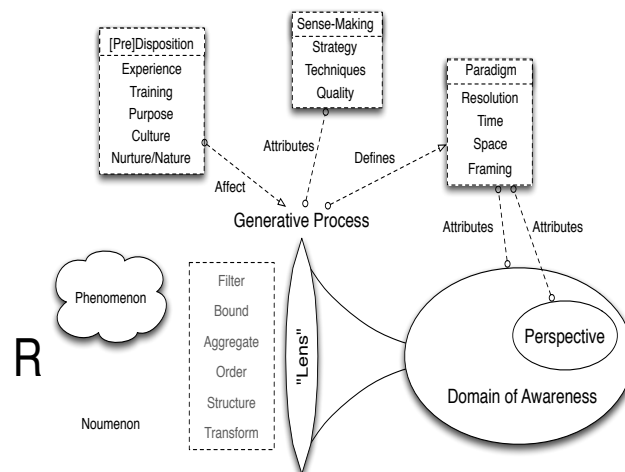 [Pre]Disposition
Experience
Training
Purpose
Culture
Nurture/Nature
Sense-Making
Strategy
Techniques
Quality
Paradigm
Resolution
Time
Space
Framing
Affect
Attributes
Defines
Generative Process
Attributes
Attributes
Phenomenon
R
Noumenon
Filter
Bound
Aggregate
Order
Structure
Transform
"Lens"
Perspective
Domain of Awareness